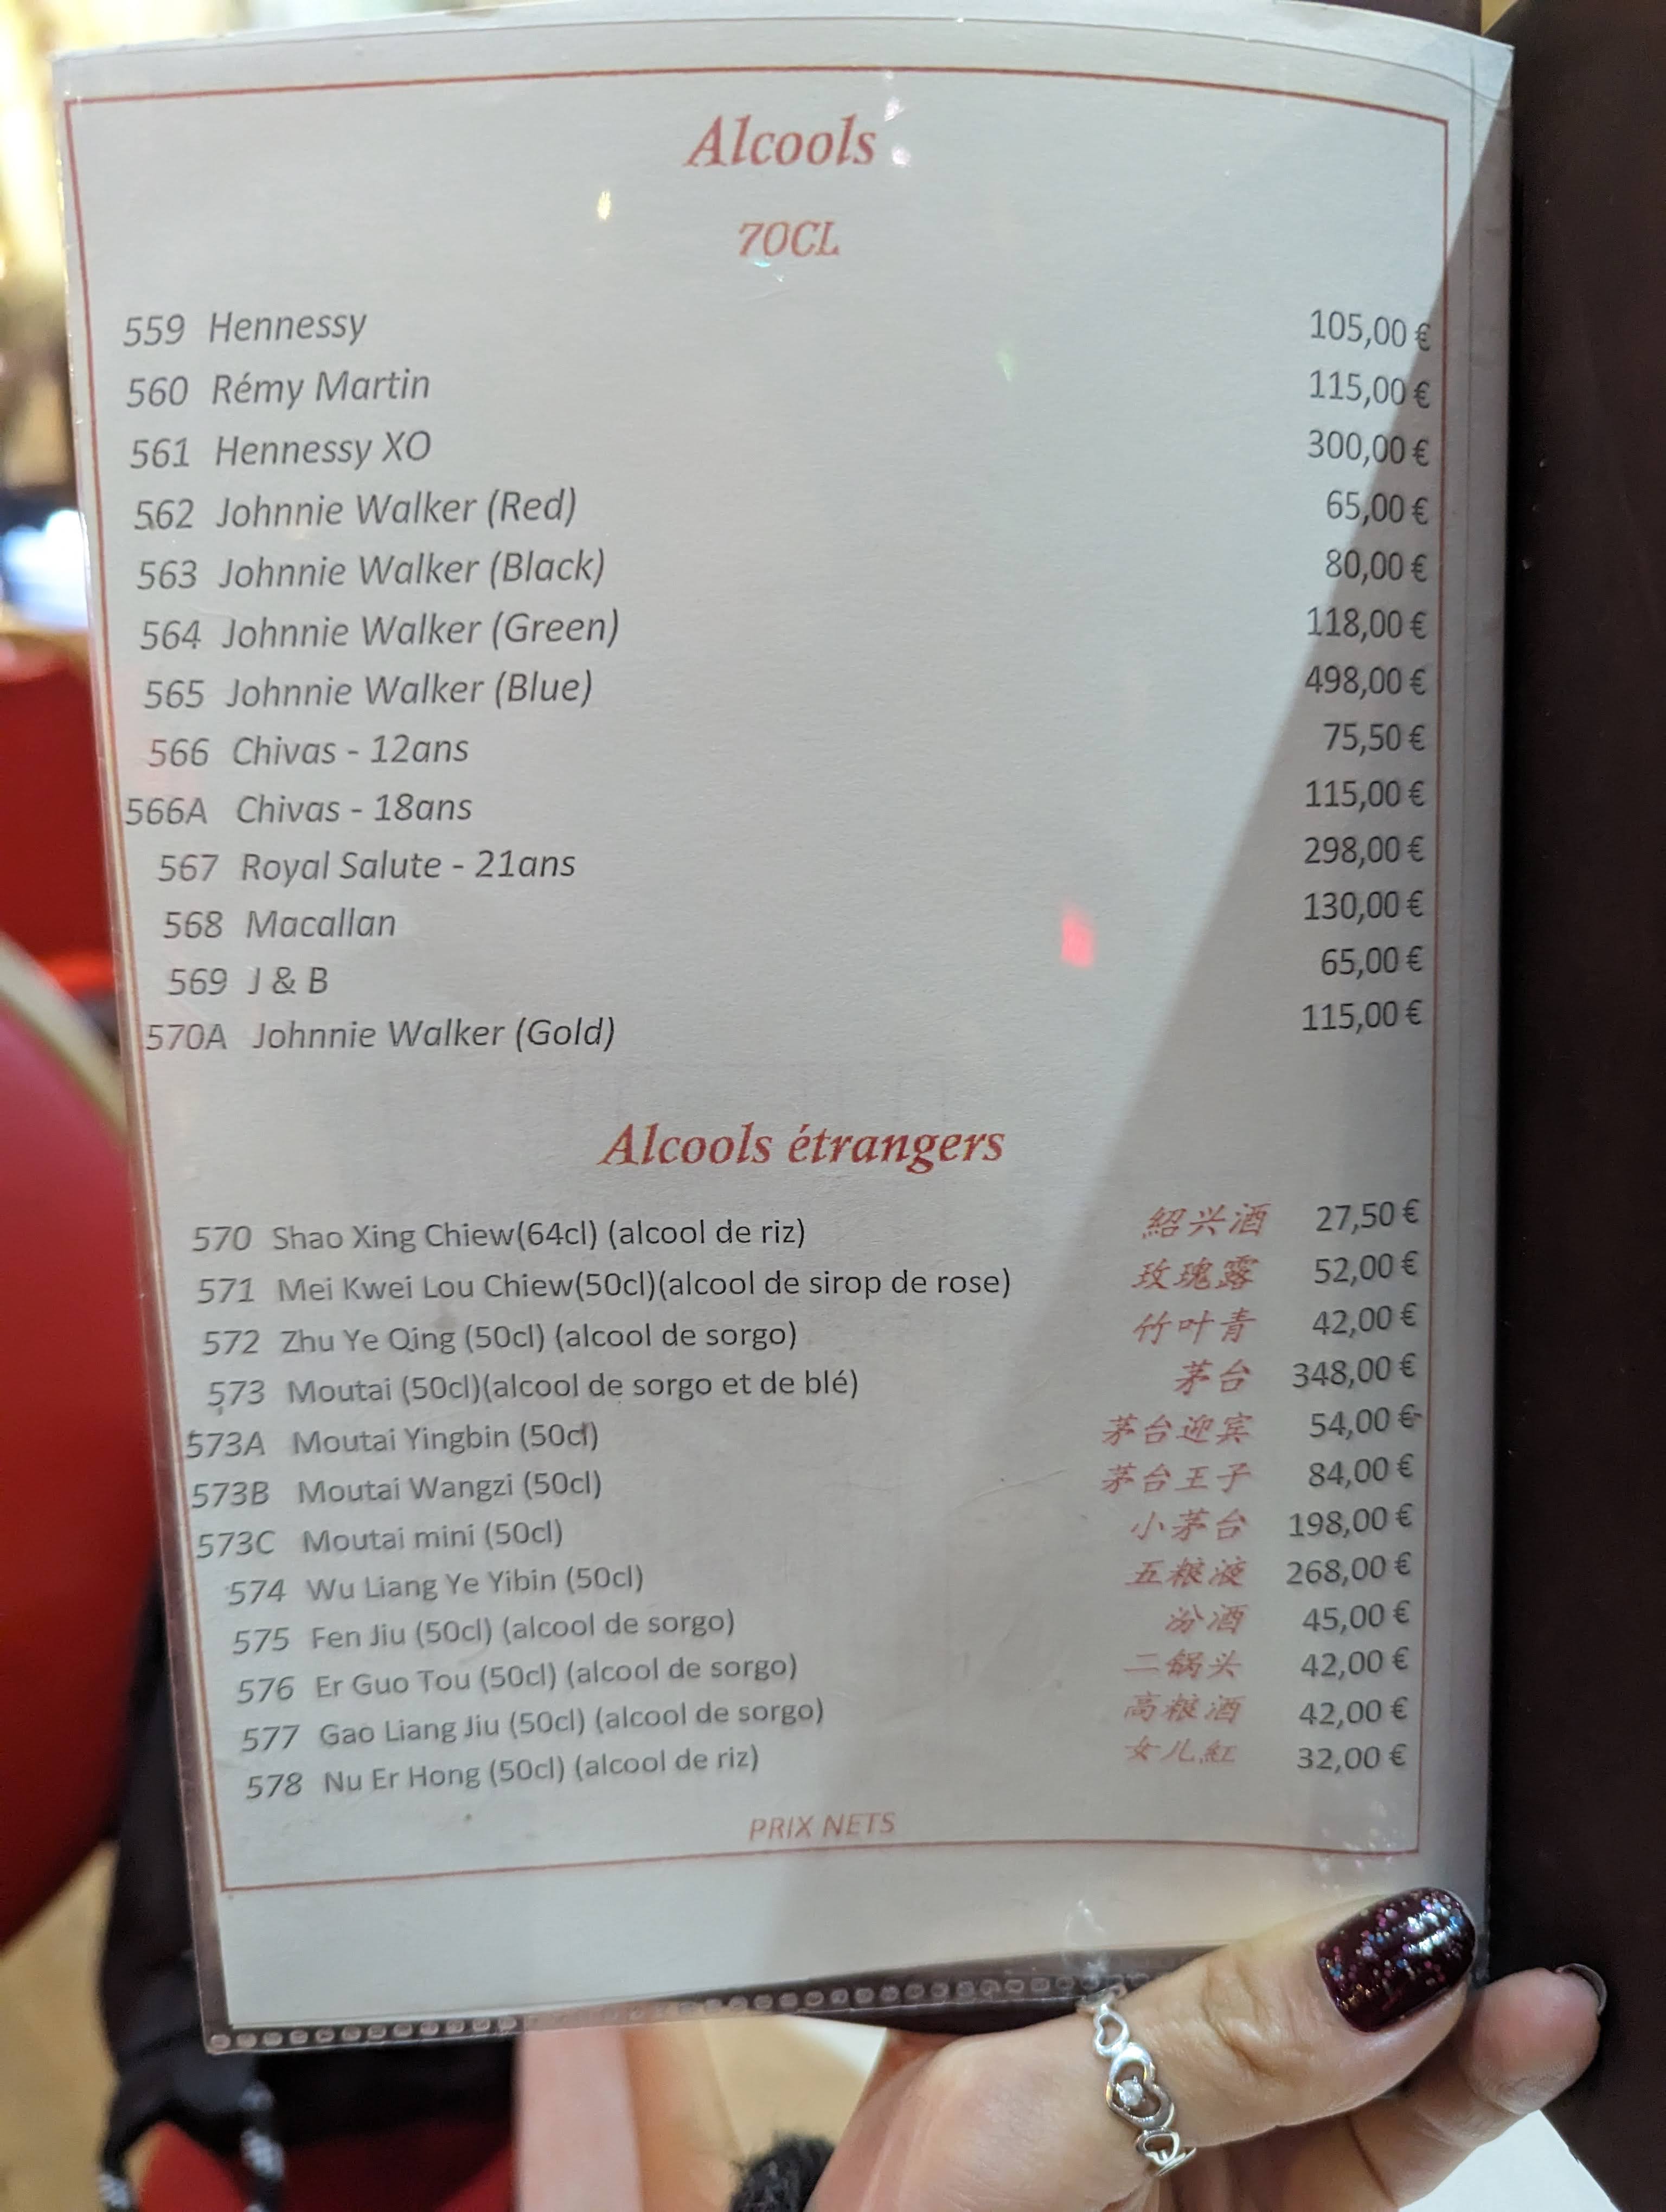 Alcools
70CL
559 Hennessy 105,00 €
560 Rémy Martin 115,00 €
561 Hennessy XO 300,00 €
562 Johnnie Walker (Red) 65,00 €
563 Johnnie Walker (Black) 80,00 €
564 Johnnie Walker (Green) 118,00 €
565 Johnnie Walker (Blue) 498,00 €
566 Chivas - 12ans 75,50 €
566A Chivas - 18ans 115,00 €
567 Royal Salute - 21ans 298,00 €
568 Macallan 130,00 €
569 J & B 65,00 €
570A Johnnie Walker (Gold) 115,00 €
Alcools étrangers
570 Shao Xing Chiew(64cl) (alcool de riz) 紹兴酒 27,50 €
571 Mei Kwei Lou Chiew(50cl)(alcool de sirop de rose) 玫瑰露 52,00 €
572 Zhu Ye Qing (50cl) (alcool de sorgo) 竹叶青 42,00 €
573 Moutai (50cl)(alcool de sorgo et de blé) 茅台 348,00 €
573A Moutai Yingbin (50cl) 茅台迎宾 54,00 €
573B Moutai Wangzi (50cl) 茅台王子 84,00 €
573C Moutai mini (50cl) 小茅台 198,00 €
574 Wu Liang Ye Yibin (50cl) 五粮液 268,00 €
575 Fen Jiu (50cl) (alcool de sorgo) 汾酒 45,00 €
576 Er Guo Tou (50cl) (alcool de sorgo) 二锅头 42,00 €
577 Gao Liang Jiu (50cl) (alcool de sorgo) 高粮酒 42,00 €
578 Nu Er Hong (50cl) (alcool de riz) 女儿紅 32,00 €
PRIX NETS